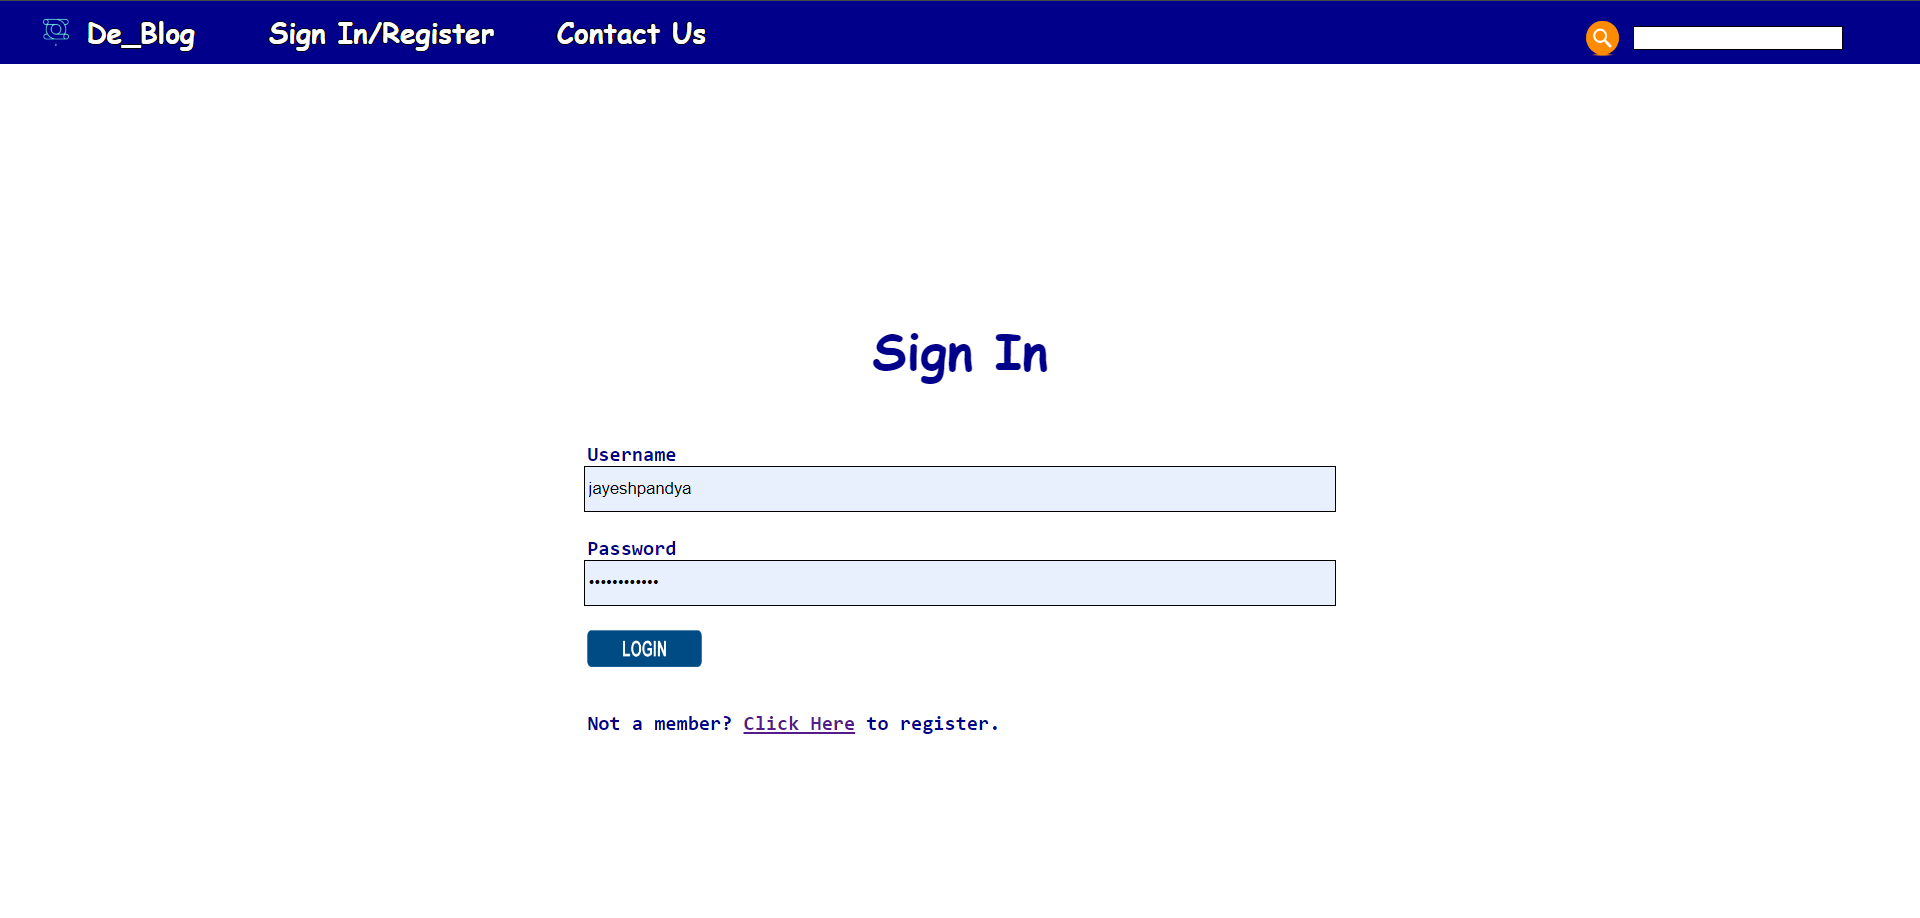 De_Blog Sign In/Register Contact Us
Sign In
Username
jayeshpandya
Password
••••••••••••
LOGIN
Not a member? Click Here to register.